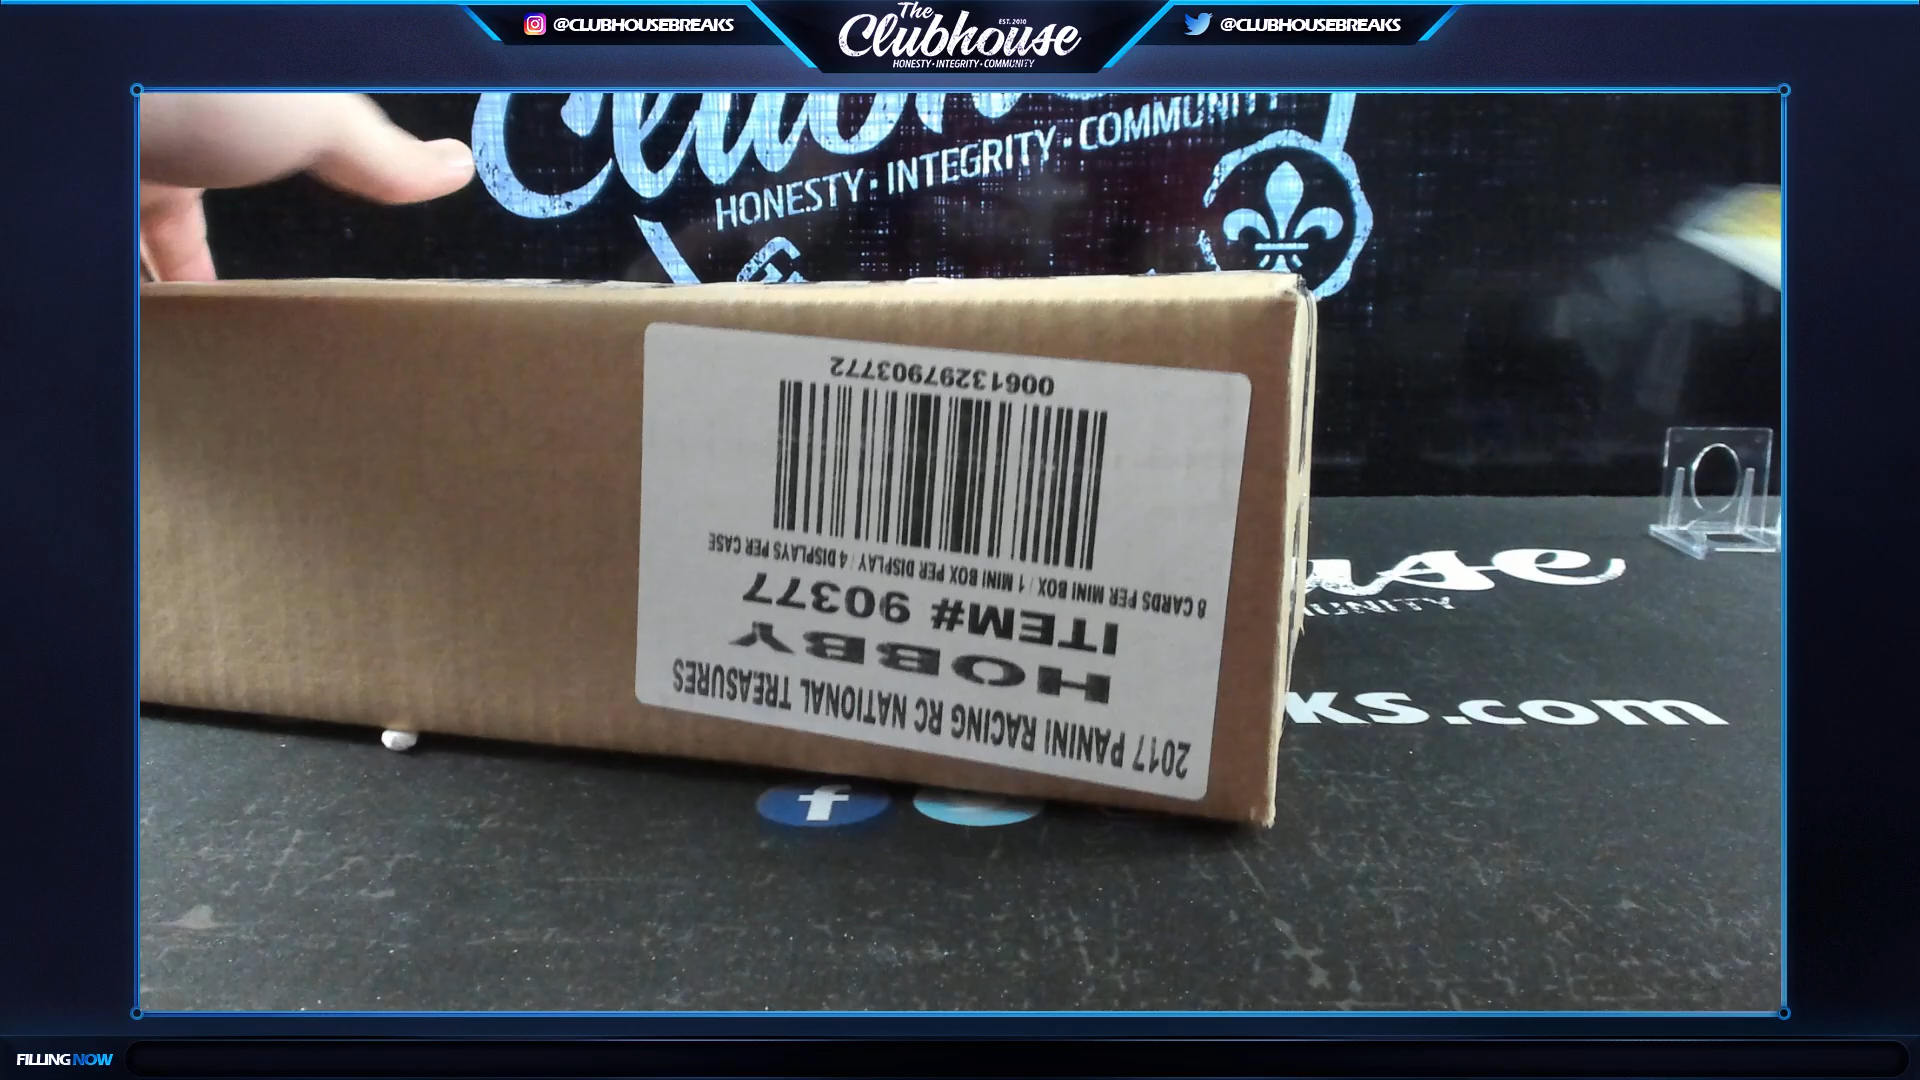 @CLUBHOUSEBREAKS
The
EST. 2010
Clubhouse
HONESTY • INTEGRITY • COMMUNITY
@CLUBHOUSEBREAKS
HONESTY • INTEGRITY • COMMUNITY
2017 PANINI RACING RC NATIONAL TREASURES
HOBBY
ITEM# 90377
8 CARDS PER MINI BOX / 1 MINI BOX PER DISPLAY / 4 DISPLAYS PER CASE
00613297903772
f
FILLING NOW